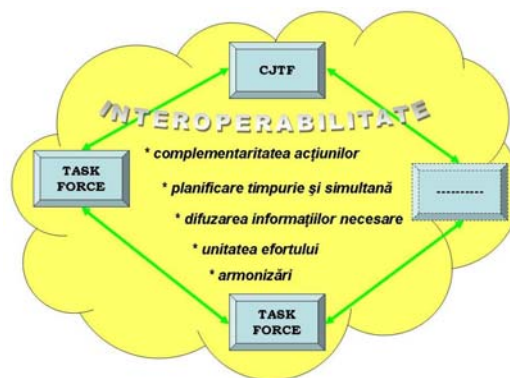 CJTF
INTEROPERABILITATE
* complementaritatea acțiunilor
TASK
FORCE
* planificare timpurie și simultană
----------
* difuzarea informațiilor necesare
* unitatea efortului
* armonizări
TASK
FORCE